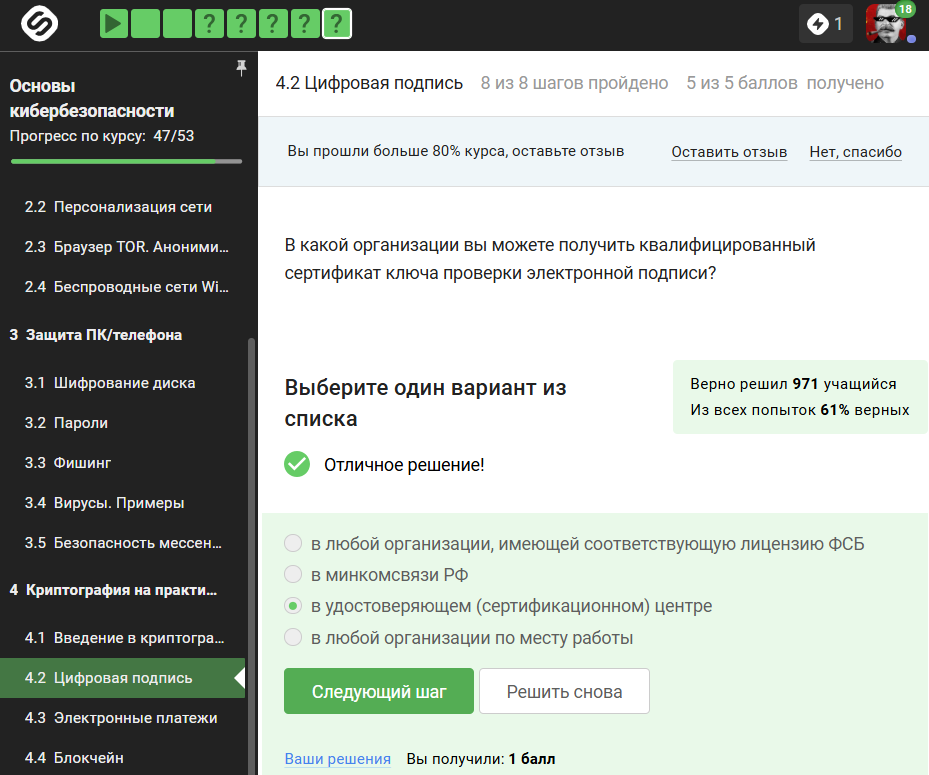 ? ? ? ? ?
1
18
Основы
кибербезопасности
Прогресс по курсу: 47/53
2.2 Персонализация сети
2.3 Браузер TOR. Аноними...
2.4 Беспроводные сети Wi...
3 Защита ПК/телефона
3.1 Шифрование диска
3.2 Пароли
3.3 Фишинг
3.4 Вирусы. Примеры
3.5 Безопасность мессен...
4 Криптография на практи...
4.1 Введение в криптогра...
4.2 Цифровая подпись
4.3 Электронные платежи
4.4 Блокчейн
4.2 Цифровая подпись 8 из 8 шагов пройдено 5 из 5 баллов получено
Вы прошли больше 80% курса, оставьте отзыв Оставить отзыв Нет, спасибо
В какой организации вы можете получить квалифицированный
сертификат ключа проверки электронной подписи?
Выберите один вариант из
списка
Верно решил 971 учащийся
Из всех попыток 61% верных
Отличное решение!
в любой организации, имеющей соответствующую лицензию ФСБ
в минкомсвязи РФ
в удостоверяющем (сертификационном) центре
в любой организации по месту работы
Следующий шаг Решить снова
Ваши решения Вы получили: 1 балл